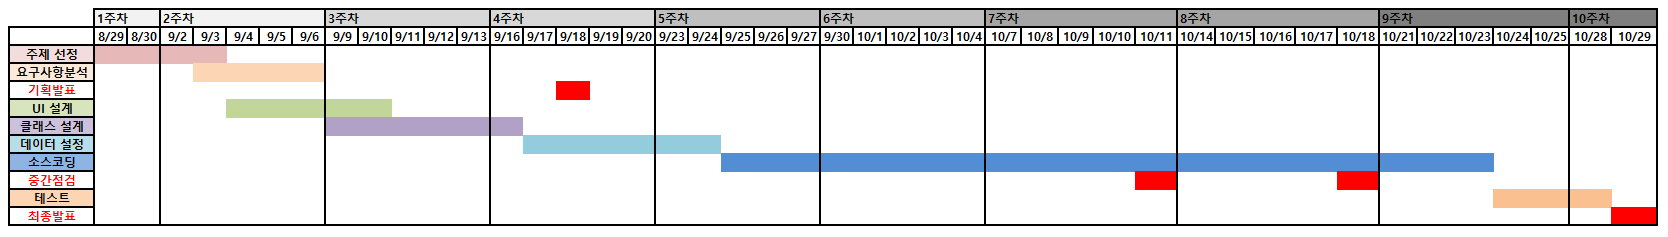 1주차 2주차 3주차 4주차 5주차 6주차 7주차 8주차 9주차 10주차
8/29 8/30 9/2 9/3 9/4 9/5 9/6 9/9 9/10 9/11 9/12 9/13 9/16 9/17 9/18 9/19 9/20 9/23 9/24 9/25 9/26 9/27 9/30 10/1 10/2 10/3 10/4 10/7 10/8 10/9 10/10 10/11 10/14 10/15 10/16 10/17 10/18 10/21 10/22 10/23 10/24 10/25 10/28 10/29
주제 선정
요구사항분석
기획발표
UI 설계
클래스 설계
데이터 설정
소스코딩
중간점검
테스트
최종발표